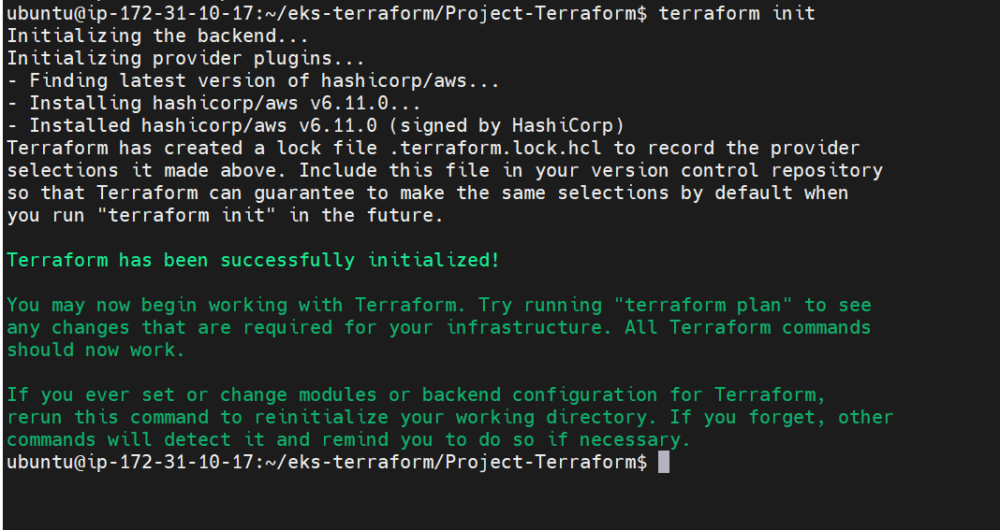 ubuntu@ip-172-31-10-17:~/eks-terraform/Project-Terraform$ terraform init
Initializing the backend...
Initializing provider plugins...
- Finding latest version of hashicorp/aws...
- Installing hashicorp/aws v6.11.0...
- Installed hashicorp/aws v6.11.0 (signed by HashiCorp)
Terraform has created a lock file .terraform.lock.hcl to record the provider
selections it made above. Include this file in your version control repository
so that Terraform can guarantee to make the same selections by default when
you run "terraform init" in the future.
Terraform has been successfully initialized!
You may now begin working with Terraform. Try running "terraform plan" to see
any changes that are required for your infrastructure. All Terraform commands
should now work.
If you ever set or change modules or backend configuration for Terraform,
rerun this command to reinitialize your working directory. If you forget, other
commands will detect it and remind you to do so if necessary.
ubuntu@ip-172-31-10-17:~/eks-terraform/Project-Terraform$